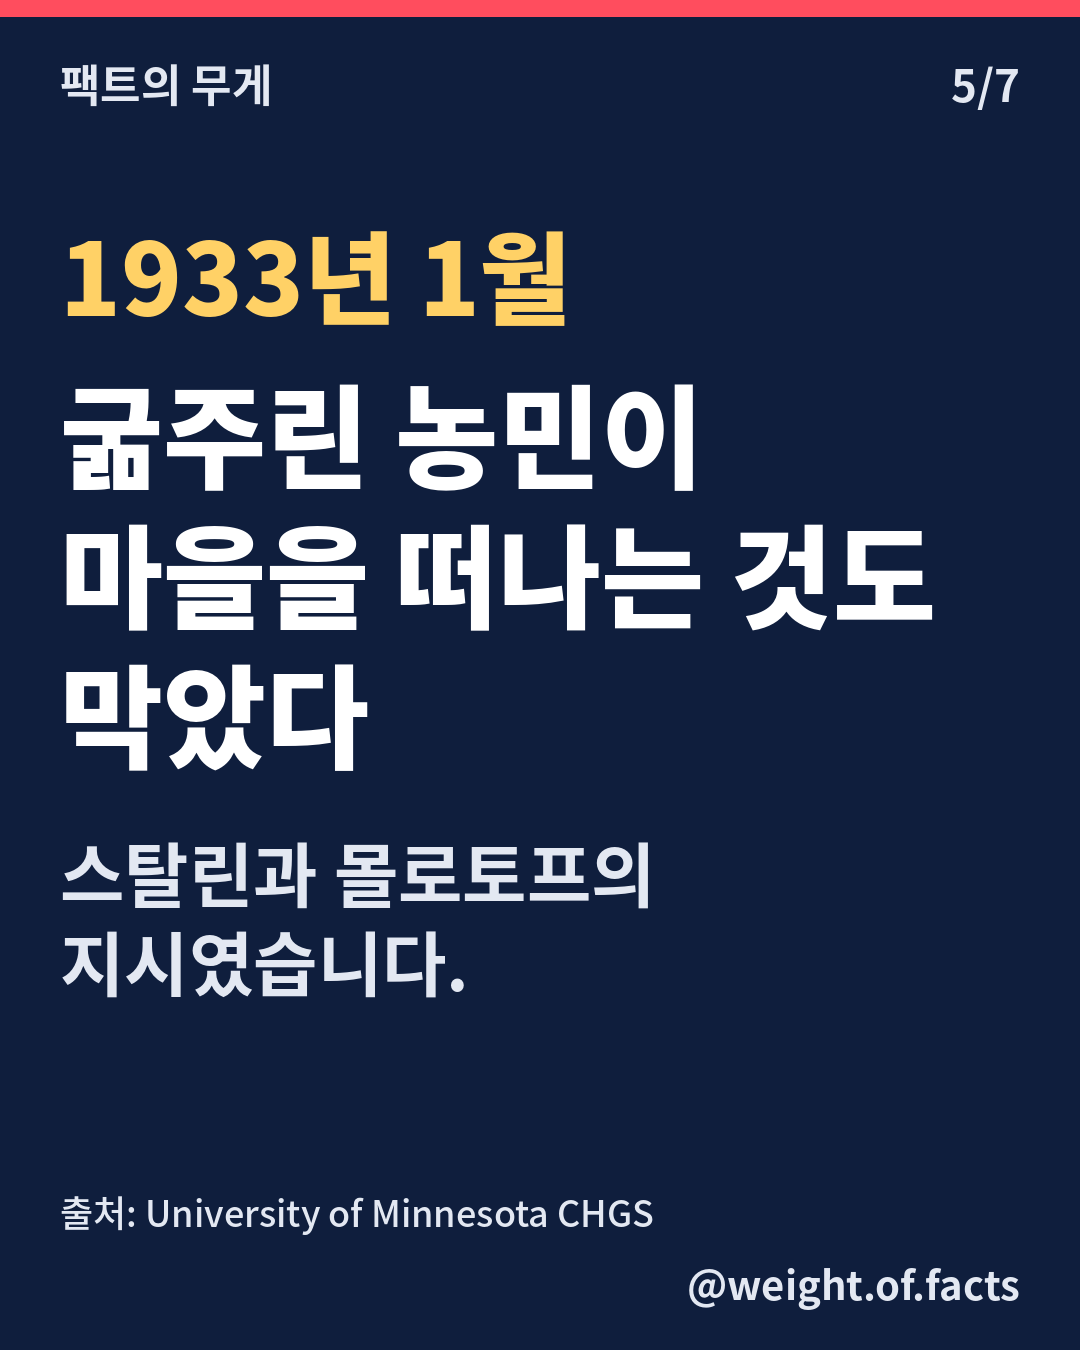 팩트의 무게
5/7
1933년 1월
굶주린 농민이
마을을 떠나는 것도
막았다
스탈린과 몰로토프의
지시였습니다.
출처: University of Minnesota CHGS
@weight.of.facts